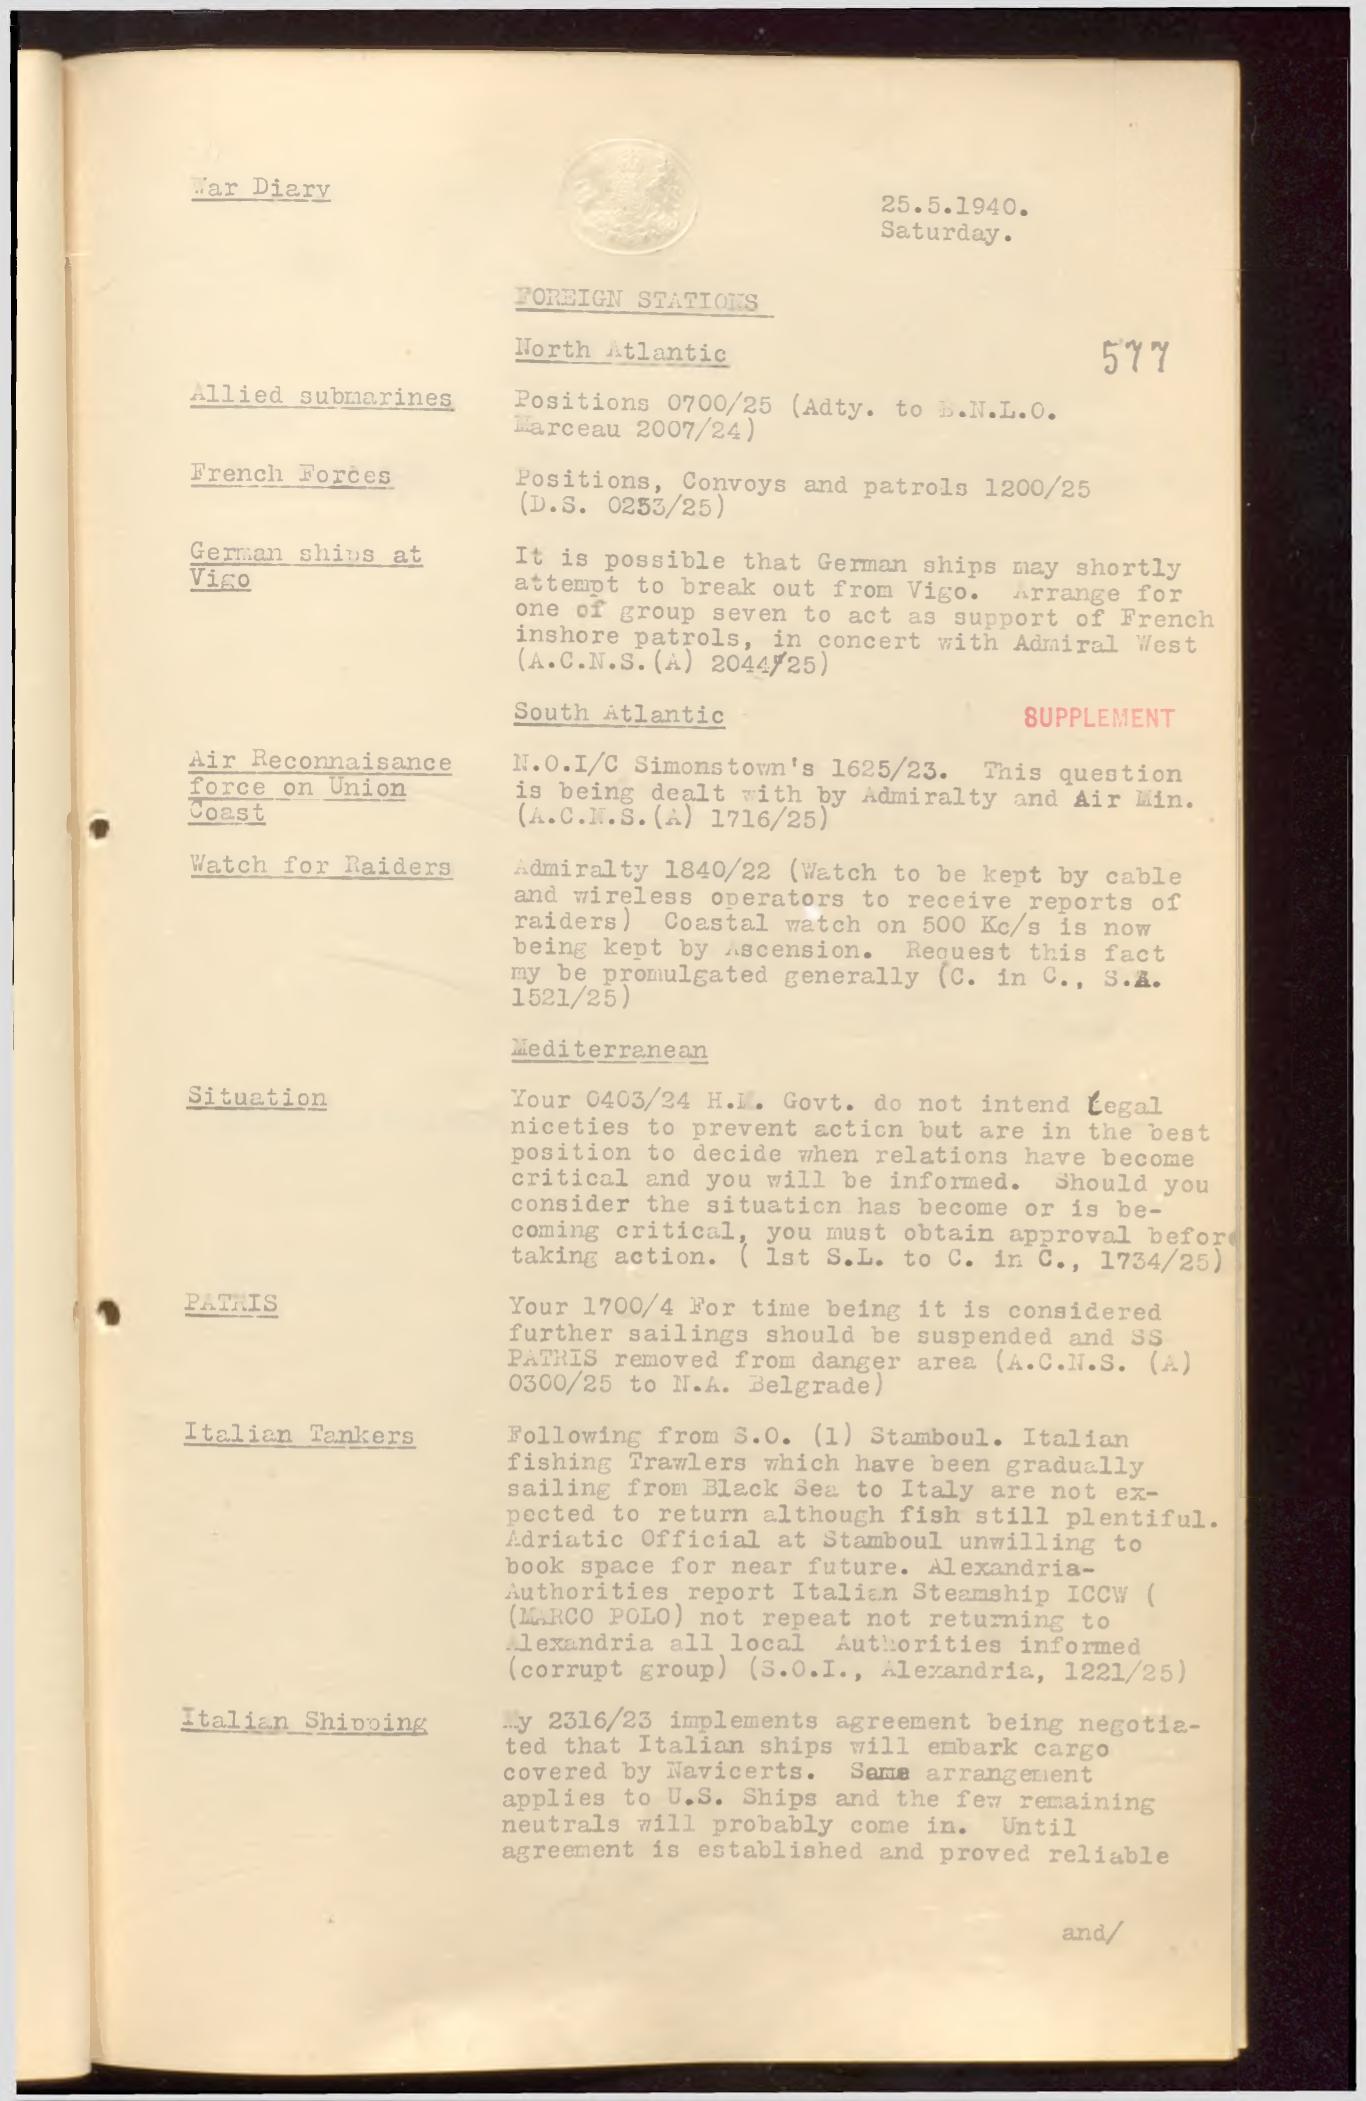 War Diary
25.5.1940.
Saturday.
FOREIGN STATIONS
North Atlantic
577
Allied submarines
Positions 0700/25 (Adty. to B.N.L.O.
Marceau 2007/24)
French Forces
Positions, Convoys and patrols 1200/25
(D.S. 0253/25)
German ships at
Vigo
It is possible that German ships may shortly
attempt to break out from Vigo. Arrange for
one of group seven to act as support of French
inshore patrols, in concert with Admiral West
(A.C.N.S.(A) 2044/25)
South Atlantic
SUPPLEMENT
Air Reconnaisance
force on Union
Coast
N.O.I/C Simonstown's 1625/23. This question
is being dealt with by Admiralty and Air Min.
(A.C.N.S.(A) 1716/25)
Watch for Raiders
Admiralty 1840/22 (Watch to be kept by cable
and wireless operators to receive reports of
raiders) Coastal watch on 500 Kc/s is now
being kept by Ascension. Request this fact
my be promulgated generally (C. in C., S.A.
1521/25)
Mediterranean
Situation
Your 0403/24 H.M. Govt. do not intend legal
niceties to prevent action but are in the best
position to decide when relations have become
critical and you will be informed. Should you
consider the situation has become or is be-
coming critical, you must obtain approval before
taking action. ( 1st S.L. to C. in C., 1734/25)
PATRIS
Your 1700/4 For time being it is considered
further sailings should be suspended and SS
PATRIS removed from danger area (A.C.N.S. (A)
0300/25 to N.A. Belgrade)
Italian Tankers
Following from S.O. (1) Stamboul. Italian
fishing Trawlers which have been gradually
sailing from Black Sea to Italy are not ex-
pected to return although fish still plentiful.
Adriatic Official at Stamboul unwilling to
book space for near future. Alexandria-
Authorities report Italian Steamship ICCW (
(MARCO POLO) not repeat not returning to
Alexandria all local Authorities informed
(corrupt group) (S.O.I., Alexandria, 1221/25)
Italian Shipping
My 2316/23 implements agreement being negotia-
ted that Italian ships will embark cargo
covered by Navicerts. Same arrangement
applies to U.S. Ships and the few remaining
neutrals will probably come in. Until
agreement is established and proved reliable
and/